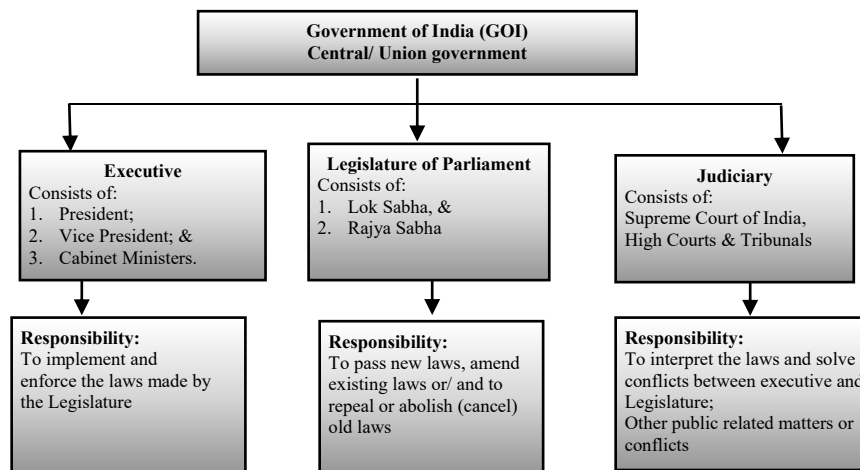 Government of India (GOI)
Central/ Union government
Executive
Consists of:
1. President;
2. Vice President; &
3. Cabinet Ministers.
Legislature of Parliament
Consists of:
1. Lok Sabha, &
2. Rajya Sabha
Judiciary
Consists of:
Supreme Court of India,
High Courts & Tribunals
Responsibility:
To implement and
enforce the laws made by
the Legislature
Responsibility:
To pass new laws, amend
existing laws or/ and to
repeal or abolish (cancel)
old laws
Responsibility:
To interpret the laws and solve
conflicts between executive and
Legislature;
Other public related matters or
conflicts